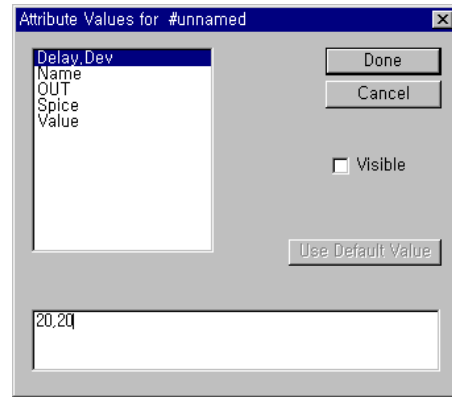 Attribute Values for #unnamed
Delay,Dev
Name
OUT
Spice
Value
Done
Cancel
Visible
Use Default Value
20,20